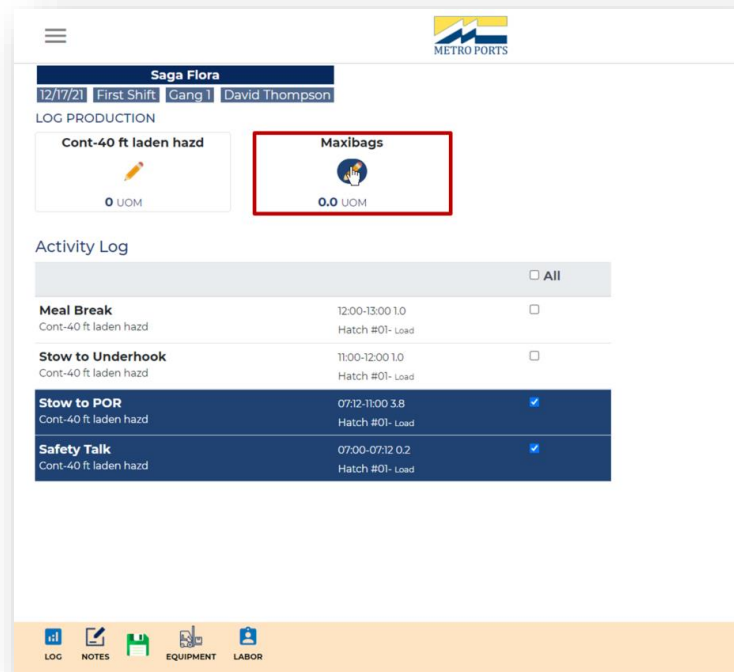 METRO PORTS
Saga Flora
12/17/21 First Shift Gang 1 David Thompson
LOG PRODUCTION
Cont-40 ft laden hazd
0 UOM
Maxibags
0.0 UOM
Activity Log
All
Meal Break 12:00-13:00 1.0
Cont-40 ft laden hazd Hatch #01- Load
Stow to Underhook 11:00-12:00 1.0
Cont-40 ft laden hazd Hatch #01- Load
Stow to POR 07:12-11:00 3.8
Cont-40 ft laden hazd Hatch #01- Load
Safety Talk 07:00-07:12 0.2
Cont-40 ft laden hazd Hatch #01- Load
LOG NOTES EQUIPMENT LABOR